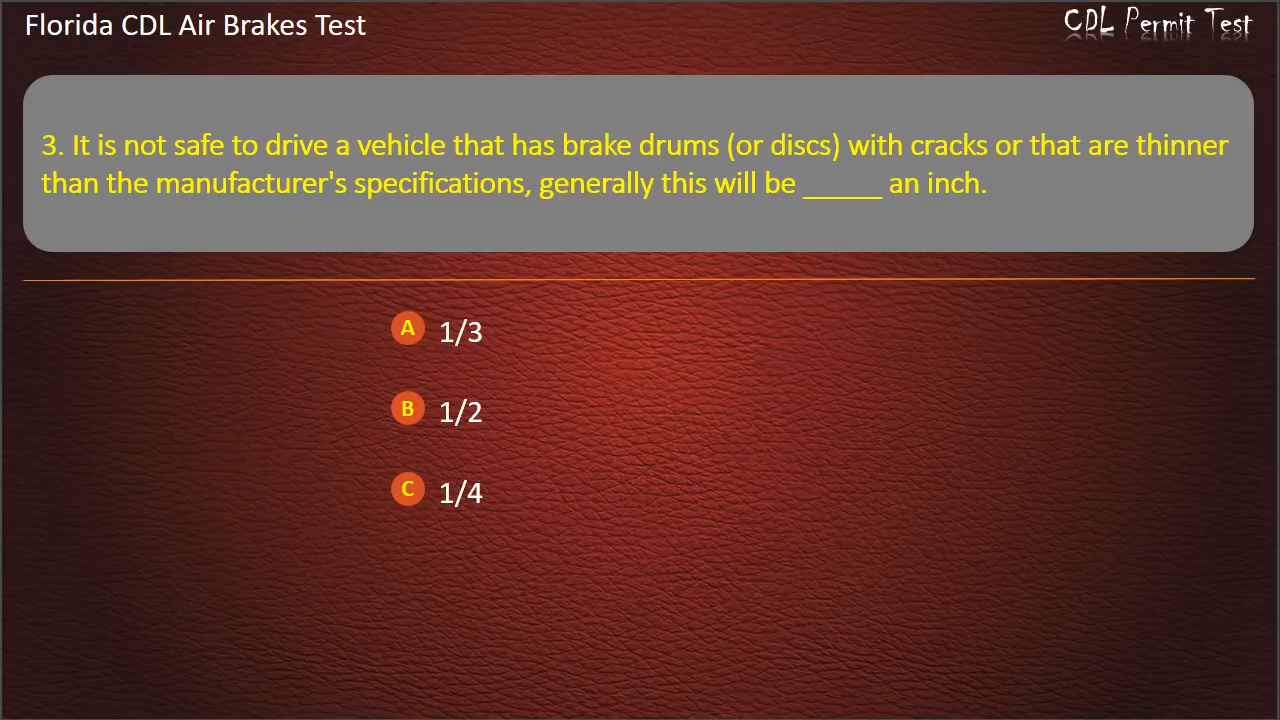 Florida CDL Air Brakes Test
CDL Permit Test
3. It is not safe to drive a vehicle that has brake drums (or discs) with cracks or that are thinner
than the manufacturer's specifications, generally this will be _____ an inch.
A 1/3
B 1/2
C 1/4